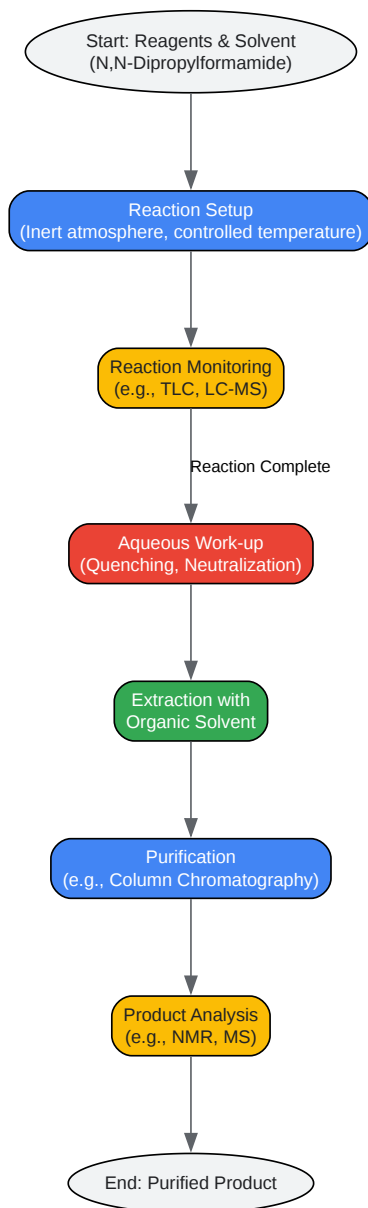 Start: Reagents & Solvent
(N,N-Dipropylformamide)
Reaction Setup
(Inert atmosphere, controlled temperature)
Reaction Monitoring
(e.g., TLC, LC-MS)
Reaction Complete
Aqueous Work-up
(Quenching, Neutralization)
Extraction with
Organic Solvent
Purification
(e.g., Column Chromatography)
Product Analysis
(e.g., NMR, MS)
End: Purified Product